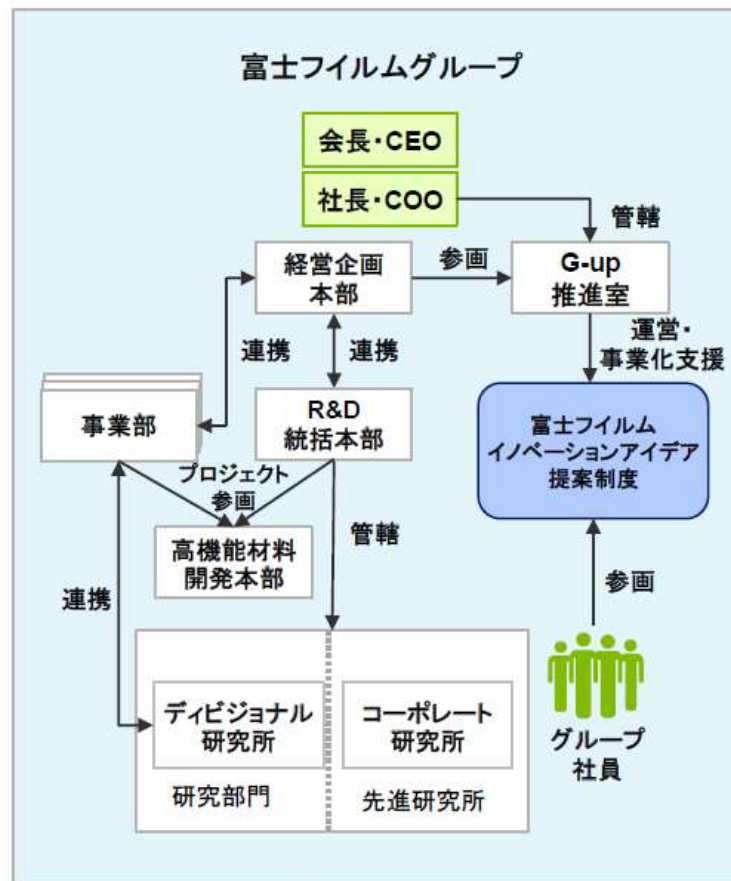 富士フイルムグループ
会長・CEO
社長・COO
管轄
経営企画
本部
参画
G-up
推進室
連携
連携
運営・
事業化支援
事業部
R&D
統括本部
富士フイルム
イノベーションアイデア
提案制度
プロジェクト
参画
高機能材料
開発本部
管轄
連携
参画
ディビジョナル
研究所
コーポレート
研究所
グループ
社員
研究部門
先進研究所